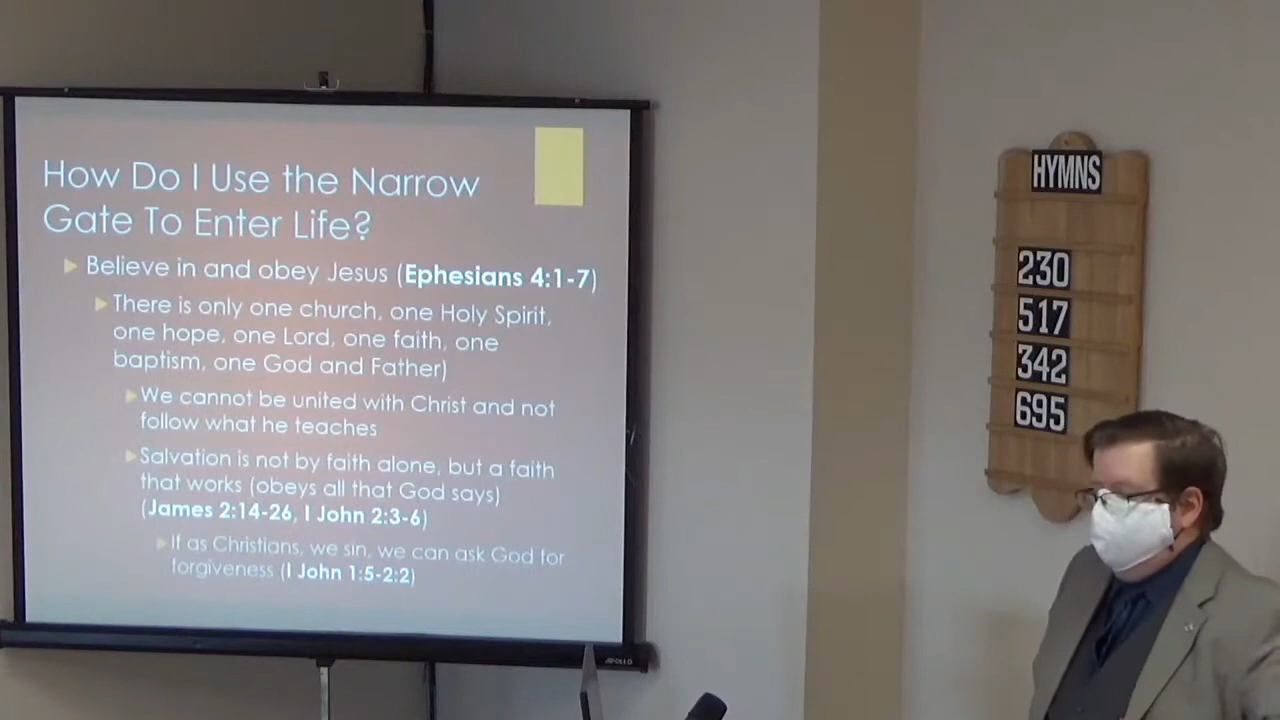 How Do I Use the Narrow
Gate To Enter Life?
Believe in and obey Jesus (Ephesians 4:1-7)
There is only one church, one Holy Spirit,
one hope, one Lord, one faith, one
baptism, one God and Father)
We cannot be united with Christ and not
follow what he teaches
Salvation is not by faith alone, but a faith
that works (obeys all that God says)
(James 2:14-26, I John 2:3-6)
If as Christians, we sin, we can ask God for
forgiveness (I John 1:5-2:2)
APOLLO
HYMNS
230
517
342
695